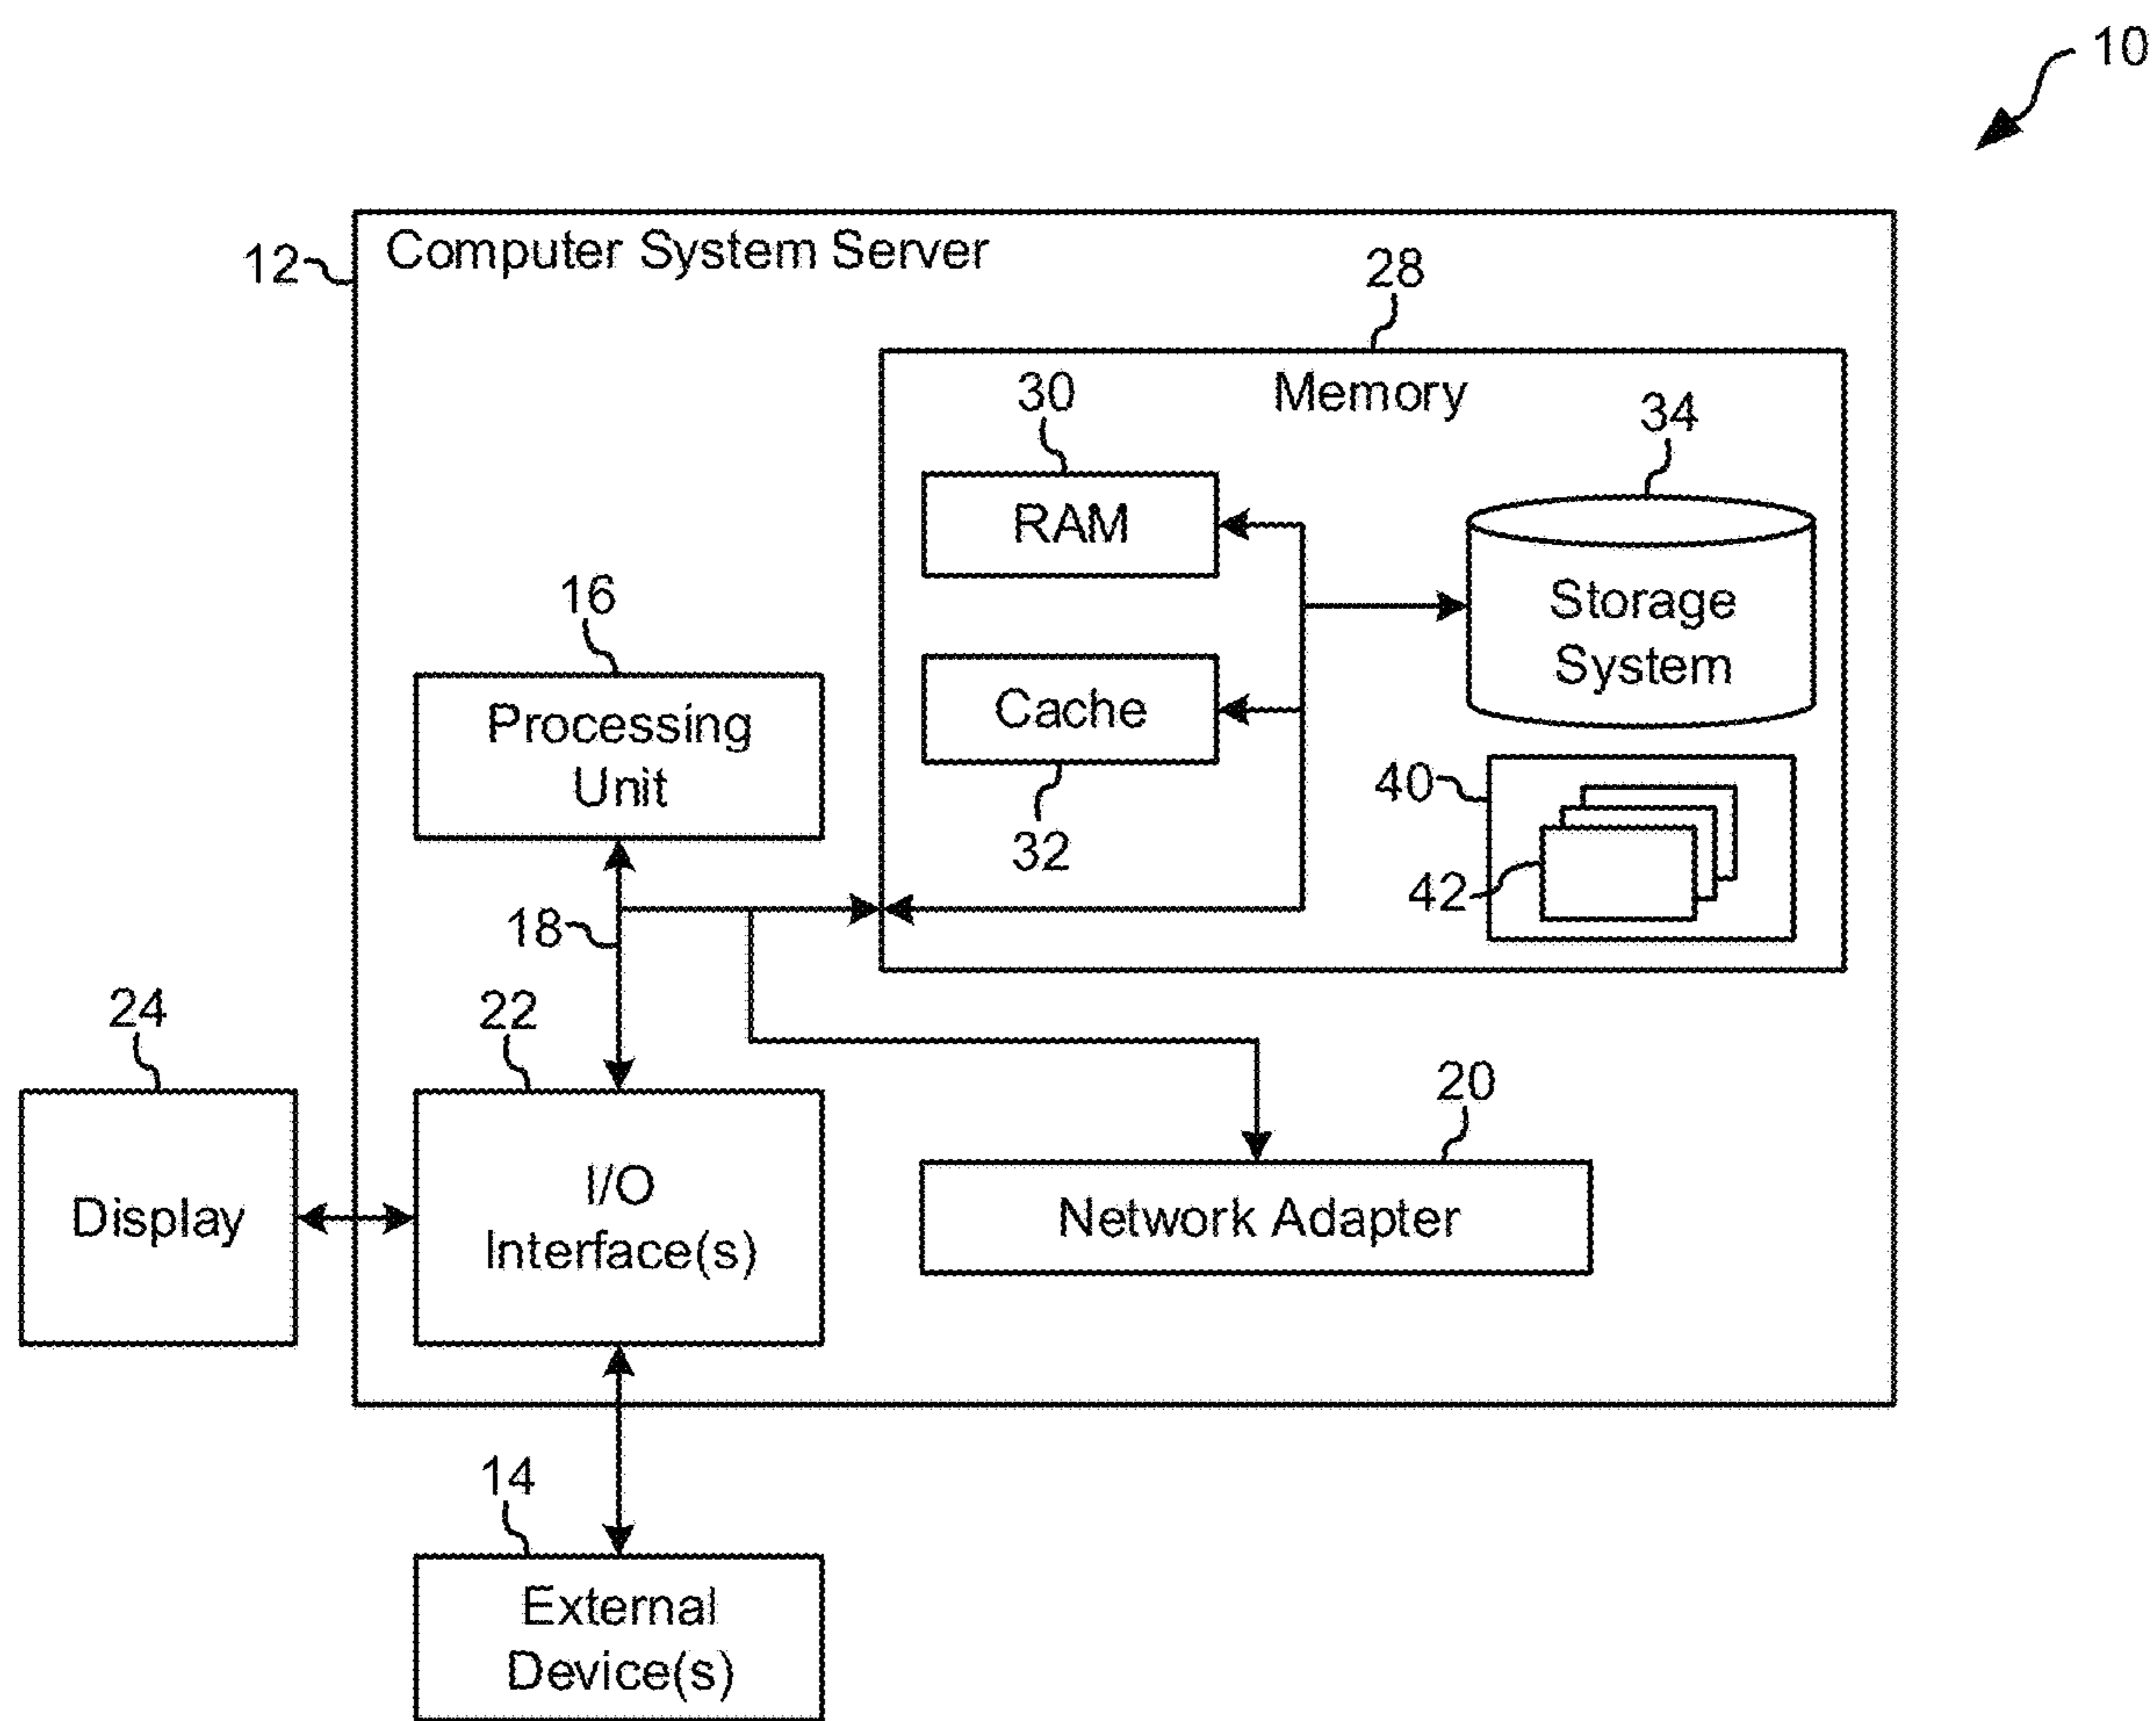 10
12
Computer System Server
28
Memory
30
RAM
34
Storage
System
16
Processing
Unit
Cache
32
40
42
18
24
Display
22
I/O
Interface(s)
20
Network Adapter
14
External
Device(s)